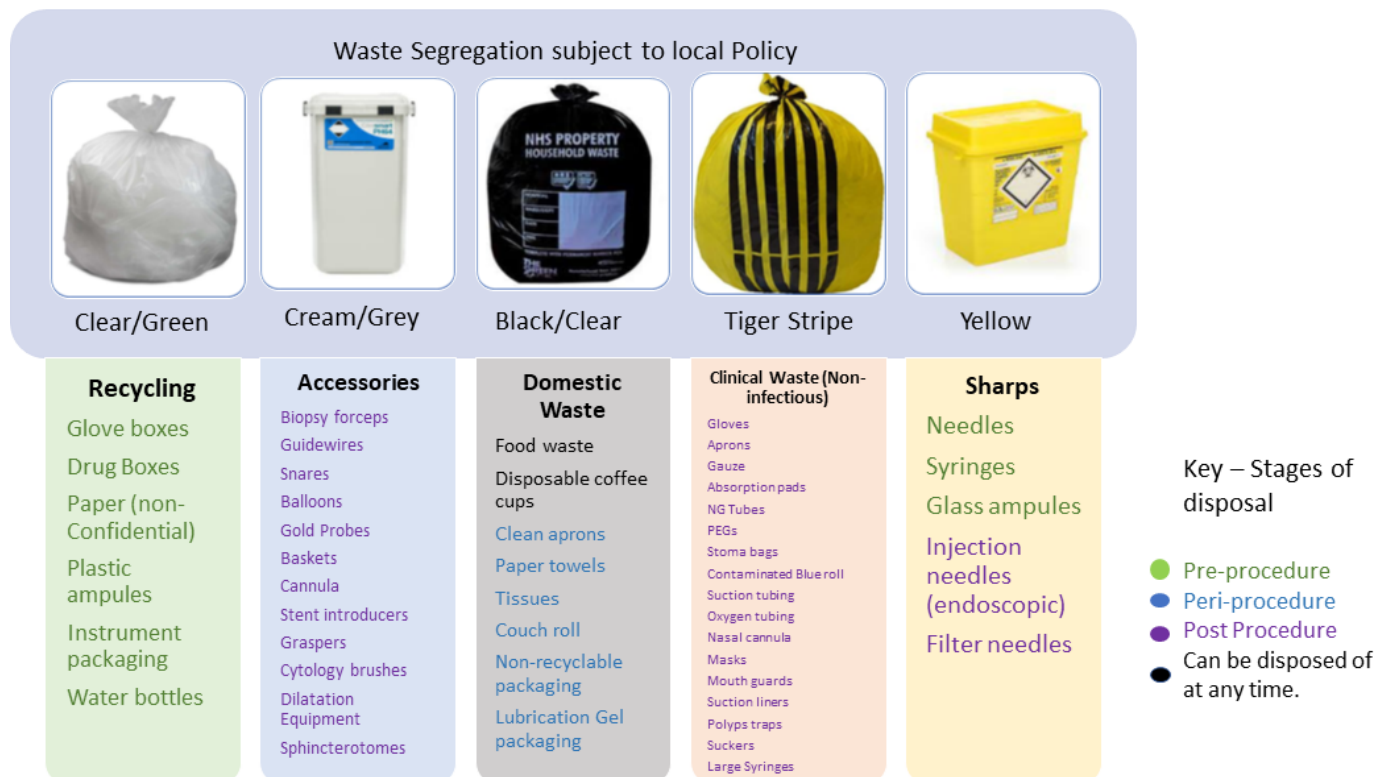 Waste Segregation subject to local Policy
NHS PROPERTY
HOUSEHOLD WASTE
Clear/Green
Cream/Grey
Black/Clear
Tiger Stripe
Yellow
Recycling
Glove boxes
Drug Boxes
Paper (non-
Confidential)
Plastic
ampules
Instrument
packaging
Water bottles
Accessories
Biopsy forceps
Guidewires
Snares
Balloons
Gold Probes
Baskets
Cannula
Stent introducers
Graspers
Cytology brushes
Dilatation
Equipment
Sphincterotomes
Domestic
Waste
Food waste
Disposable coffee
cups
Clean aprons
Paper towels
Tissues
Couch roll
Non-recyclable
packaging
Lubrication Gel
packaging
Clinical Waste (Non-
infectious)
Gloves
Aprons
Gauze
Absorption pads
NG Tubes
PEGs
Stoma bags
Contaminated Blue roll
Suction tubing
Oxygen tubing
Nasal cannula
Masks
Mouth guards
Suction liners
Polyps traps
Suckers
Large Syringes
Sharps
Needles
Syringes
Glass ampules
Injection
needles
(endoscopic)
Filter needles
Key – Stages of
disposal
Pre-procedure
Peri-procedure
Post Procedure
Can be disposed of
at any time.